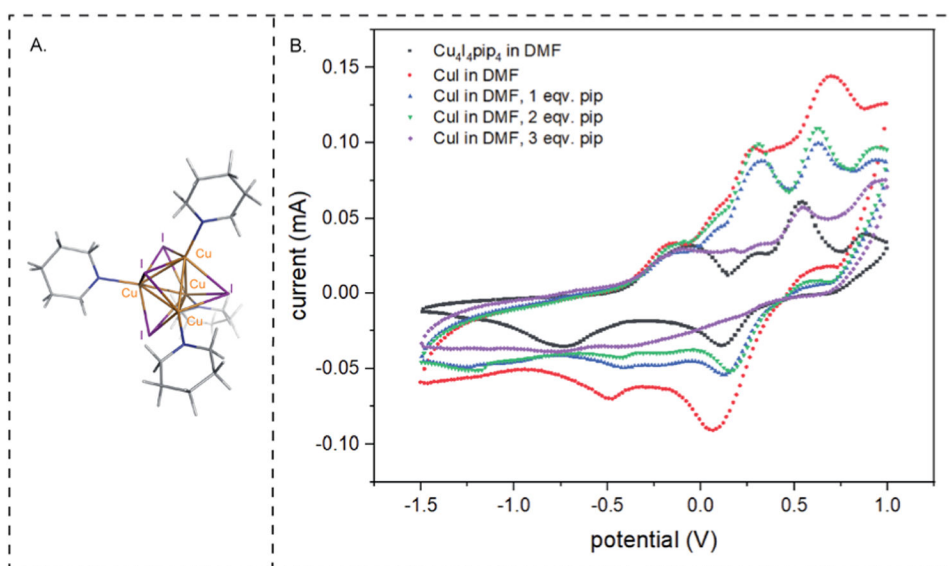 A.
Cu
I
Cu
Cu
I
I
Cu
B.
Cu₄I₄pip₄ in DMF
CuI in DMF
CuI in DMF, 1 eqv. pip
CuI in DMF, 2 eqv. pip
CuI in DMF, 3 eqv. pip
current (mA)
0.15
0.10
0.05
0.00
-0.05
-0.10
-1.5 -1.0 -0.5 0.0 0.5 1.0
potential (V)